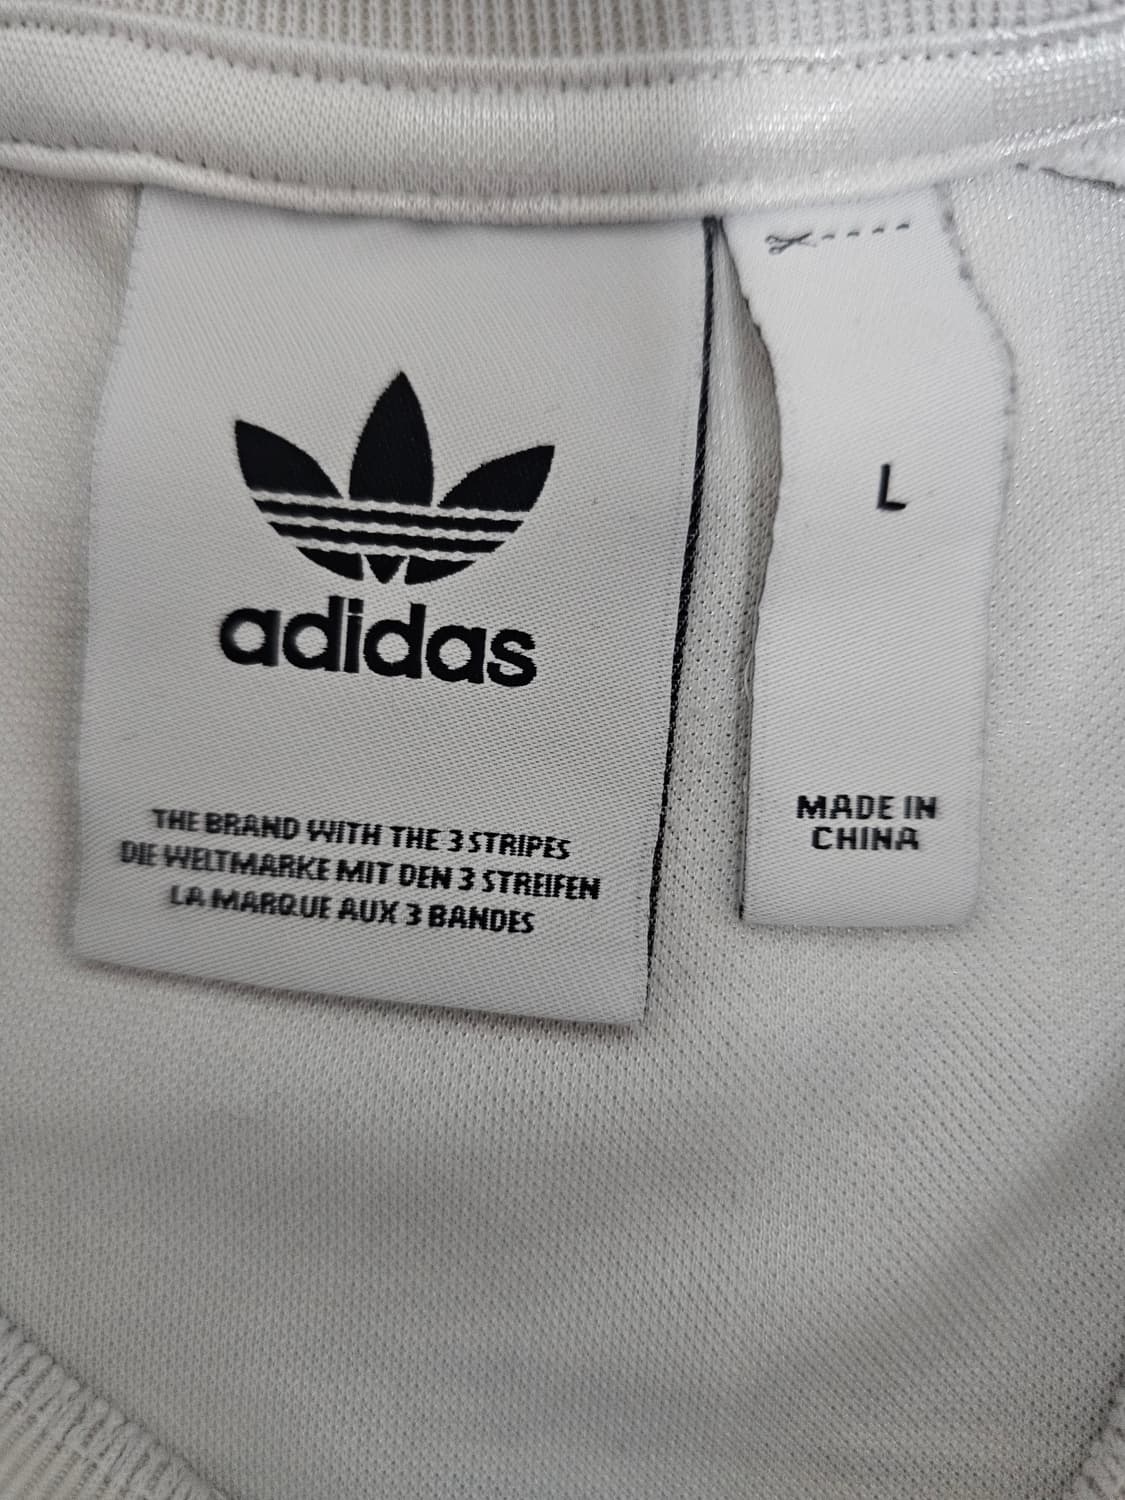 adidas
THE BRAND WITH THE 3 STRIPES
DIE WELTMARKE MIT DEN 3 STREIFEN
LA MARQUE AUX 3 BANDES
L
MADE IN
CHINA